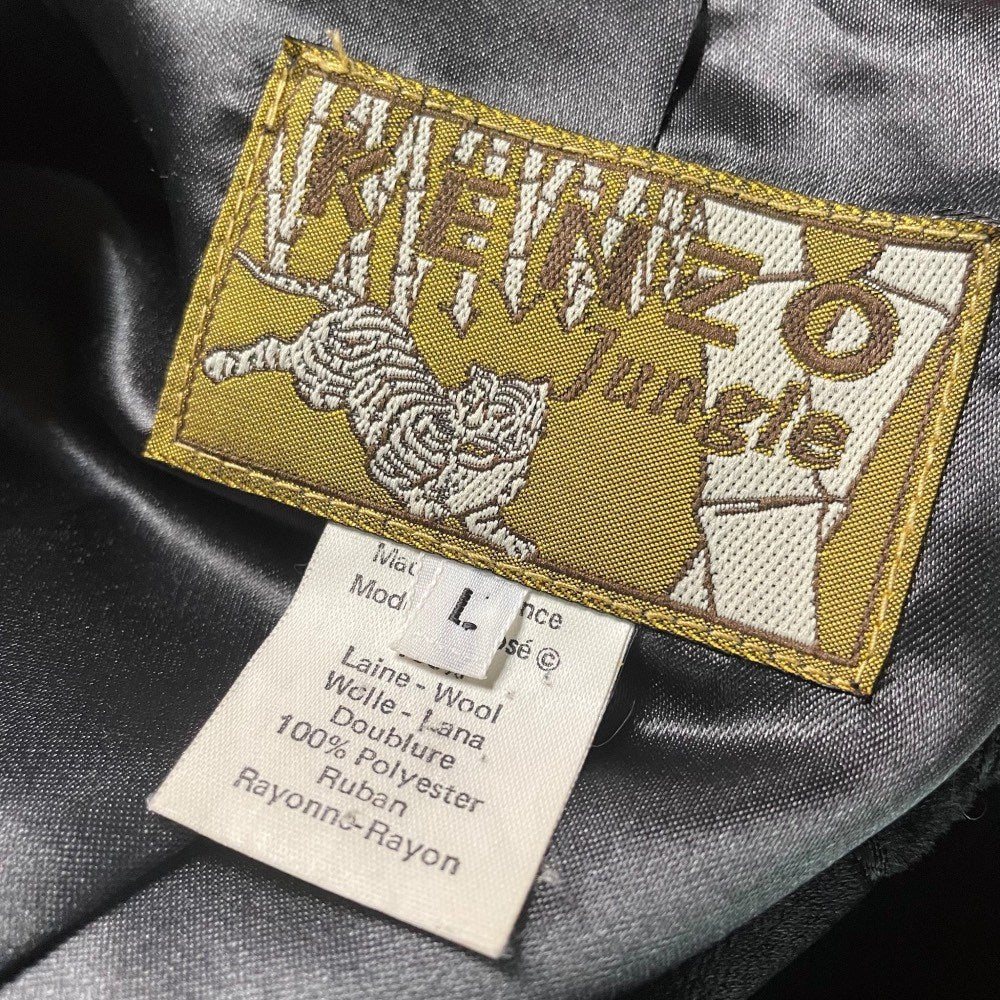 KENZO
Jungle
L
Laine - Wool
Wolle - Lana
Doublure
100% Polyester
Ruban
Rayonne-Rayon